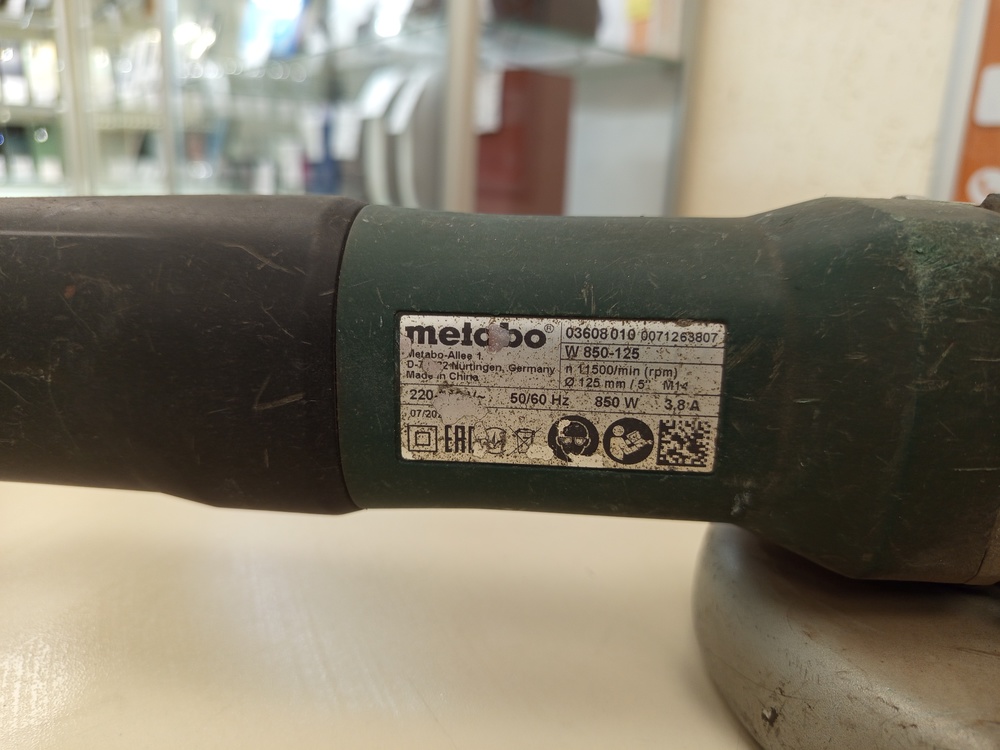 metabo®
Metabo-Allee 1,
Nürtingen, Germany
Made in China
03608010 0071263807
W 850-125
n 11500/min (rpm)
Ø 125 mm / 5" M14
50/60 Hz 850 W 3,8 A
EAC